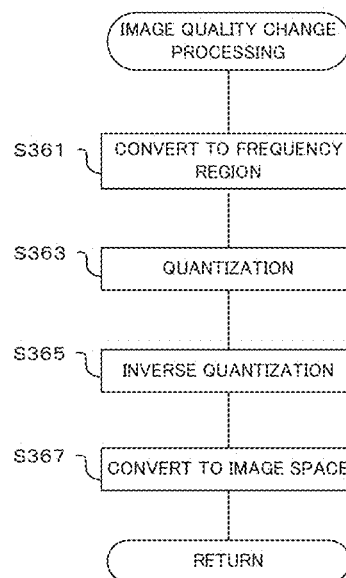 IMAGE QUALITY CHANGE
PROCESSING
S361
CONVERT TO FREQUENCY
REGION
S363
QUANTIZATION
S365
INVERSE QUANTIZATION
S367
CONVERT TO IMAGE SPACE
RETURN